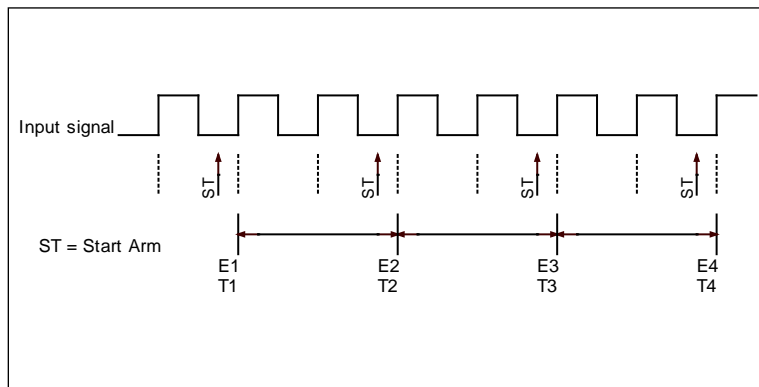 Input signal
ST ST ST ST
ST = Start Arm
E1 E2 E3 E4
T1 T2 T3 T4